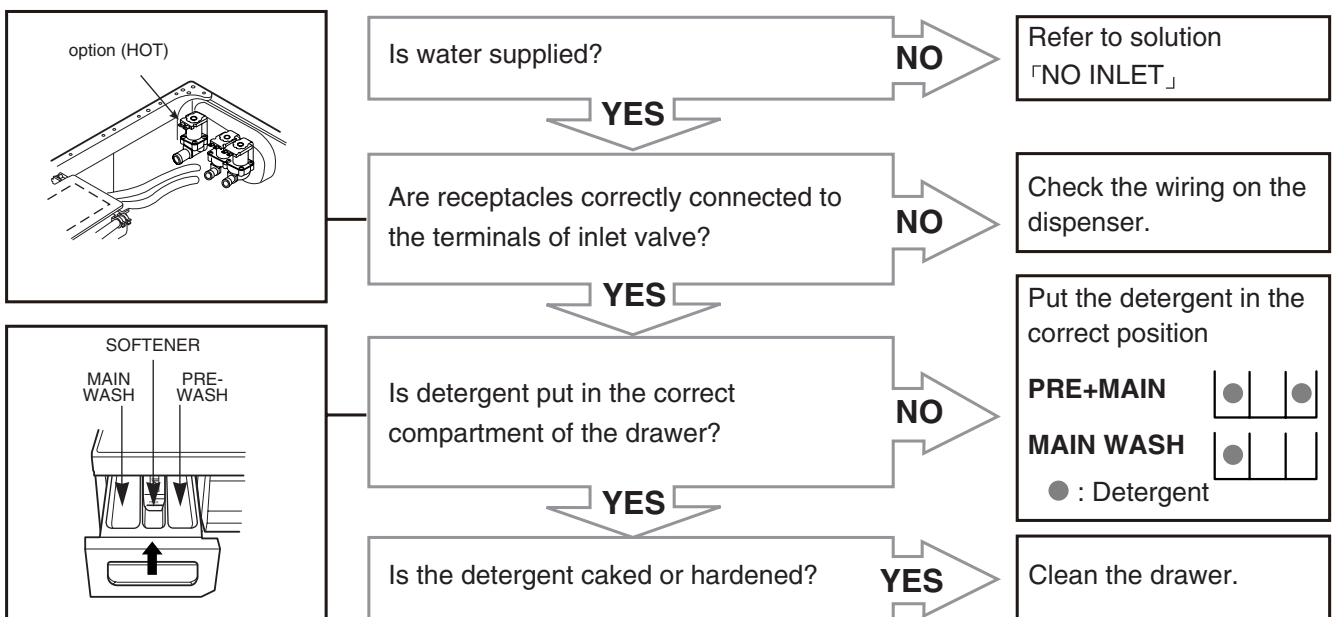 option (HOT)
Is water supplied?
NO
Refer to solution
「NO INLET」
YES
Are receptacles correctly connected to
the terminals of inlet valve?
NO
Check the wiring on the
dispenser.
YES
SOFTENER
MAIN
WASH
PRE-
WASH
Is detergent put in the correct
compartment of the drawer?
NO
Put the detergent in the
correct position
PRE+MAIN
MAIN WASH
: Detergent
YES
Is the detergent caked or hardened?
YES
Clean the drawer.